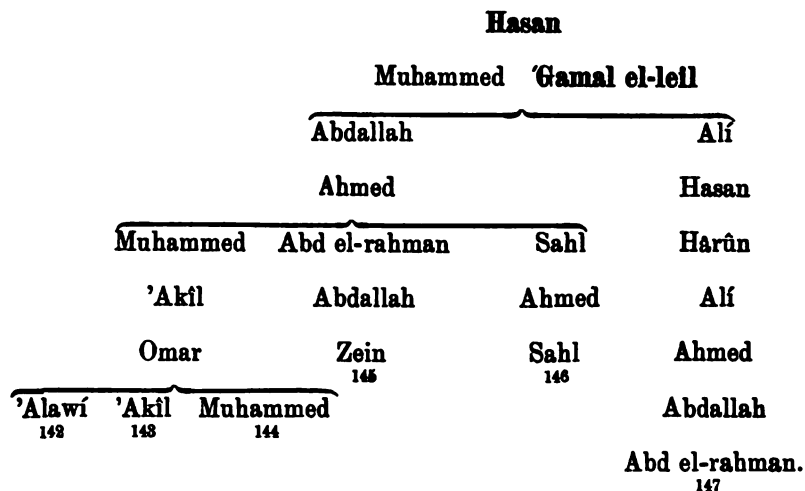 Hasan
Muhammed ´Gamal el-leil
Abdallah Alí
Ahmed Hasan
Muhammed Abd el-rahman Sahl Hârûn
’Akîl Abdallah Ahmed Alí
Omar Zein Sahl Ahmed
145 146
’Alawí ’Akîl Muhammed Abdallah
142 143 144
Abd el-rahman.
147